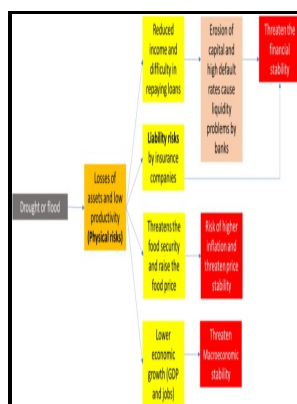 Reduced
income and
difficulty in
repaying loans
Erosion of
capital and
high default
rates cause
liquidity
problems by
banks
Threaten the
financial
stability
Liability risks
by insurance
companies
Drought or flood
Losses of
assets and low
productivity
(Physical risks)
Threatens the
food security
and raise the
food price
Risk of higher
inflation and
threaten price
stability
Lower
economic
growth (GDP
and jobs)
Threaten
Macroeconomic
stability